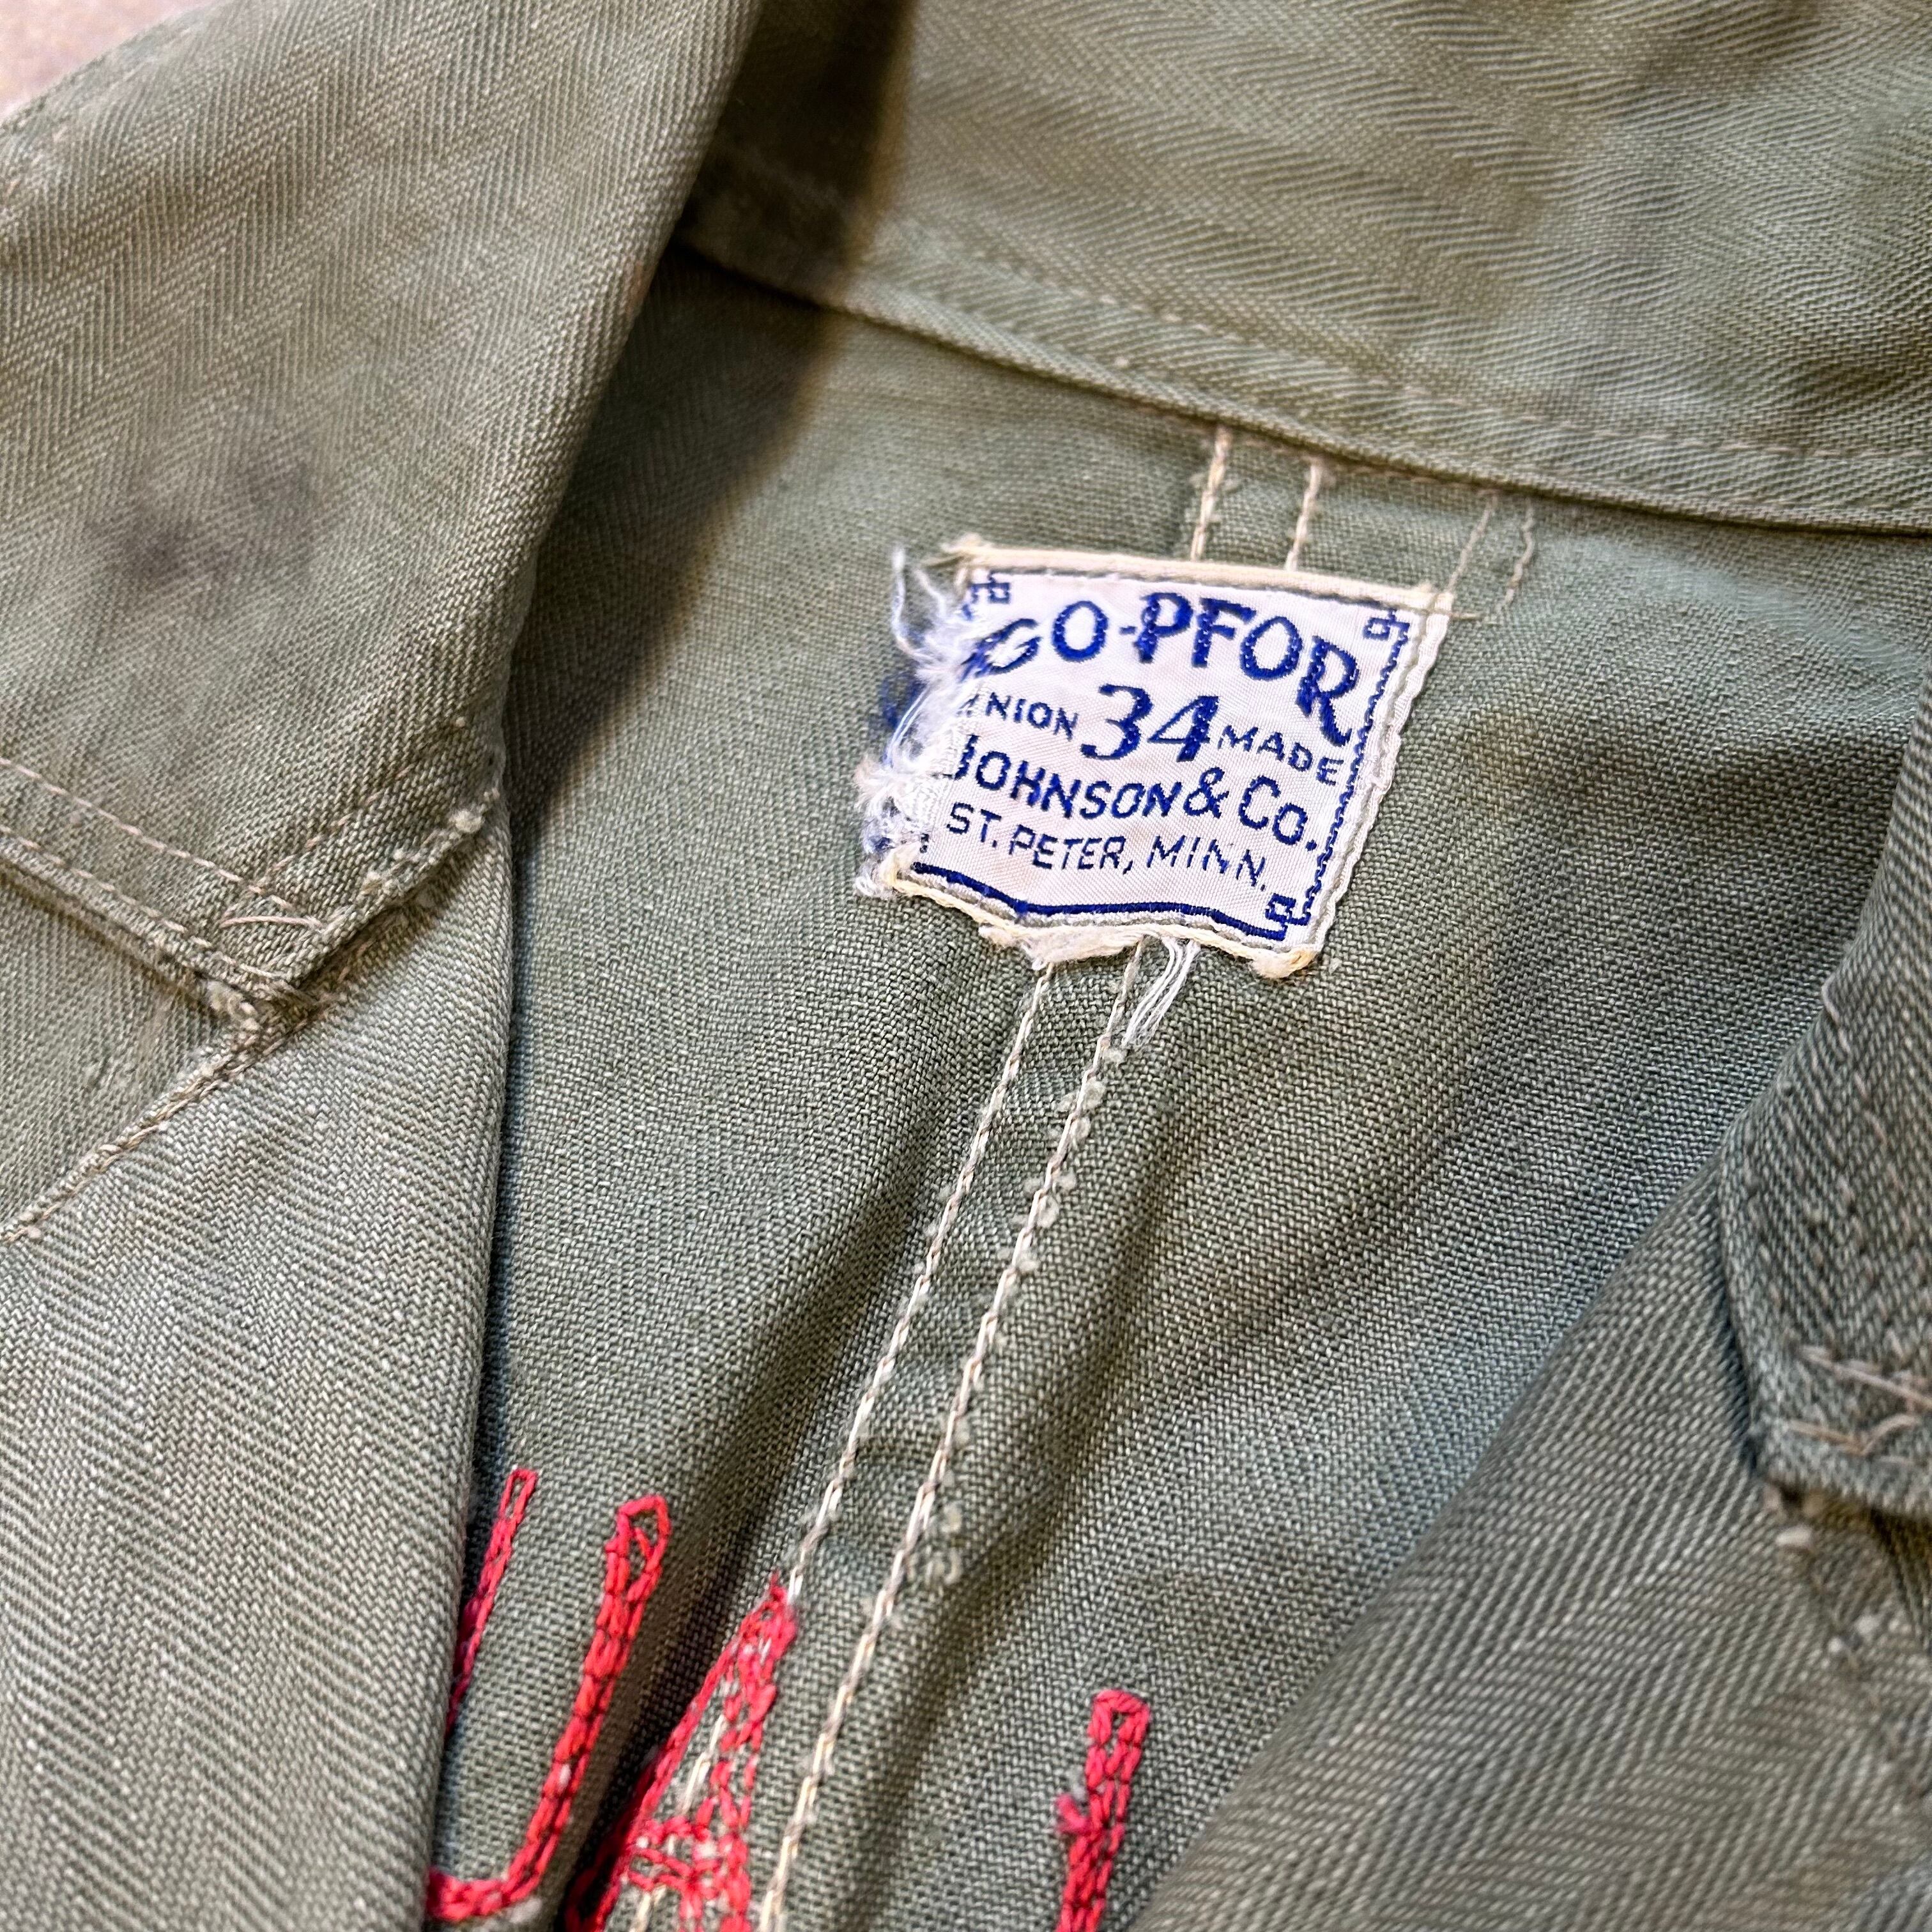 GO-PFOR
UNION 34 MADE
JOHNSON & CO.
ST. PETER, MINN.